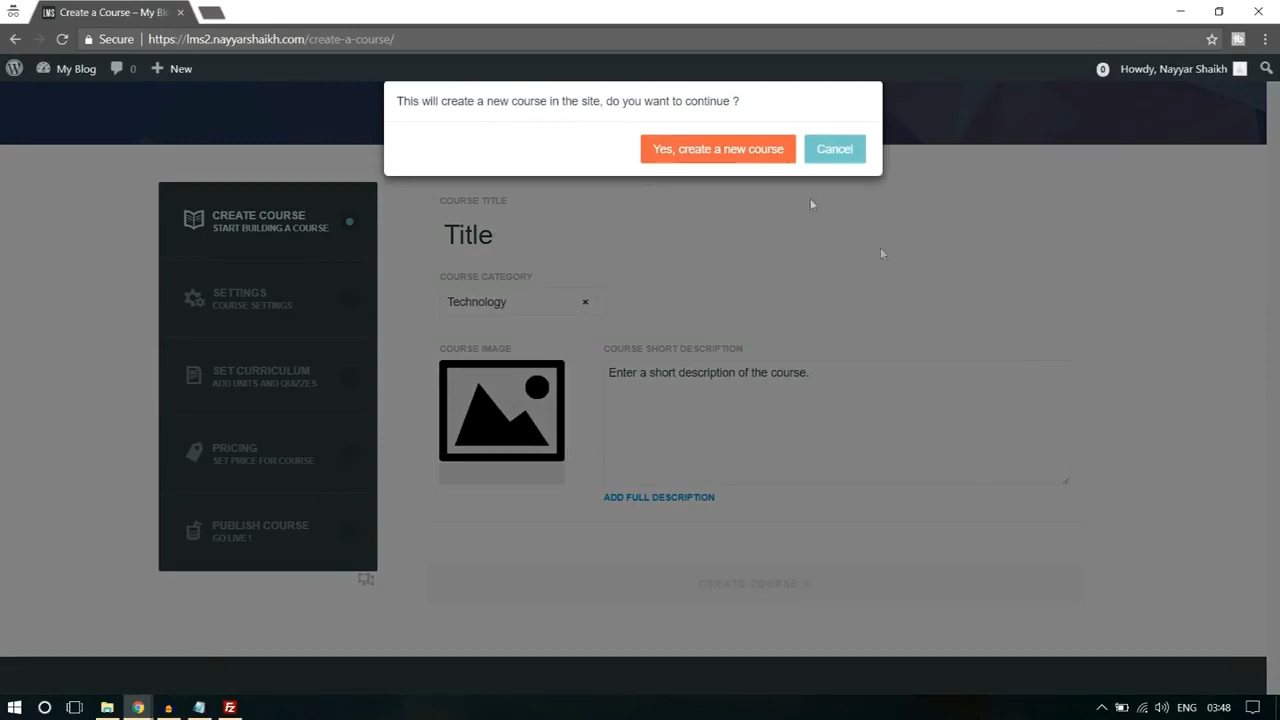 LMS Create a Course – My Blo
Secure https://lms2.nayyarshaikh.com/create-a-course/
My Blog 0 New 0 Howdy, Nayyar Shaikh
This will create a new course in the site, do you want to continue ?
Yes, create a new course Cancel
CREATE COURSE
START BUILDING A COURSE
SETTINGS
COURSE SETTINGS
SET CURRICULUM
ADD UNITS AND QUIZZES
PRICING
SET PRICE FOR COURSE
PUBLISH COURSE
GO LIVE !
COURSE TITLE
Title
COURSE CATEGORY
Technology ×
COURSE IMAGE
COURSE SHORT DESCRIPTION
Enter a short description of the course.
ADD FULL DESCRIPTION
CREATE COURSE
ENG 03:48